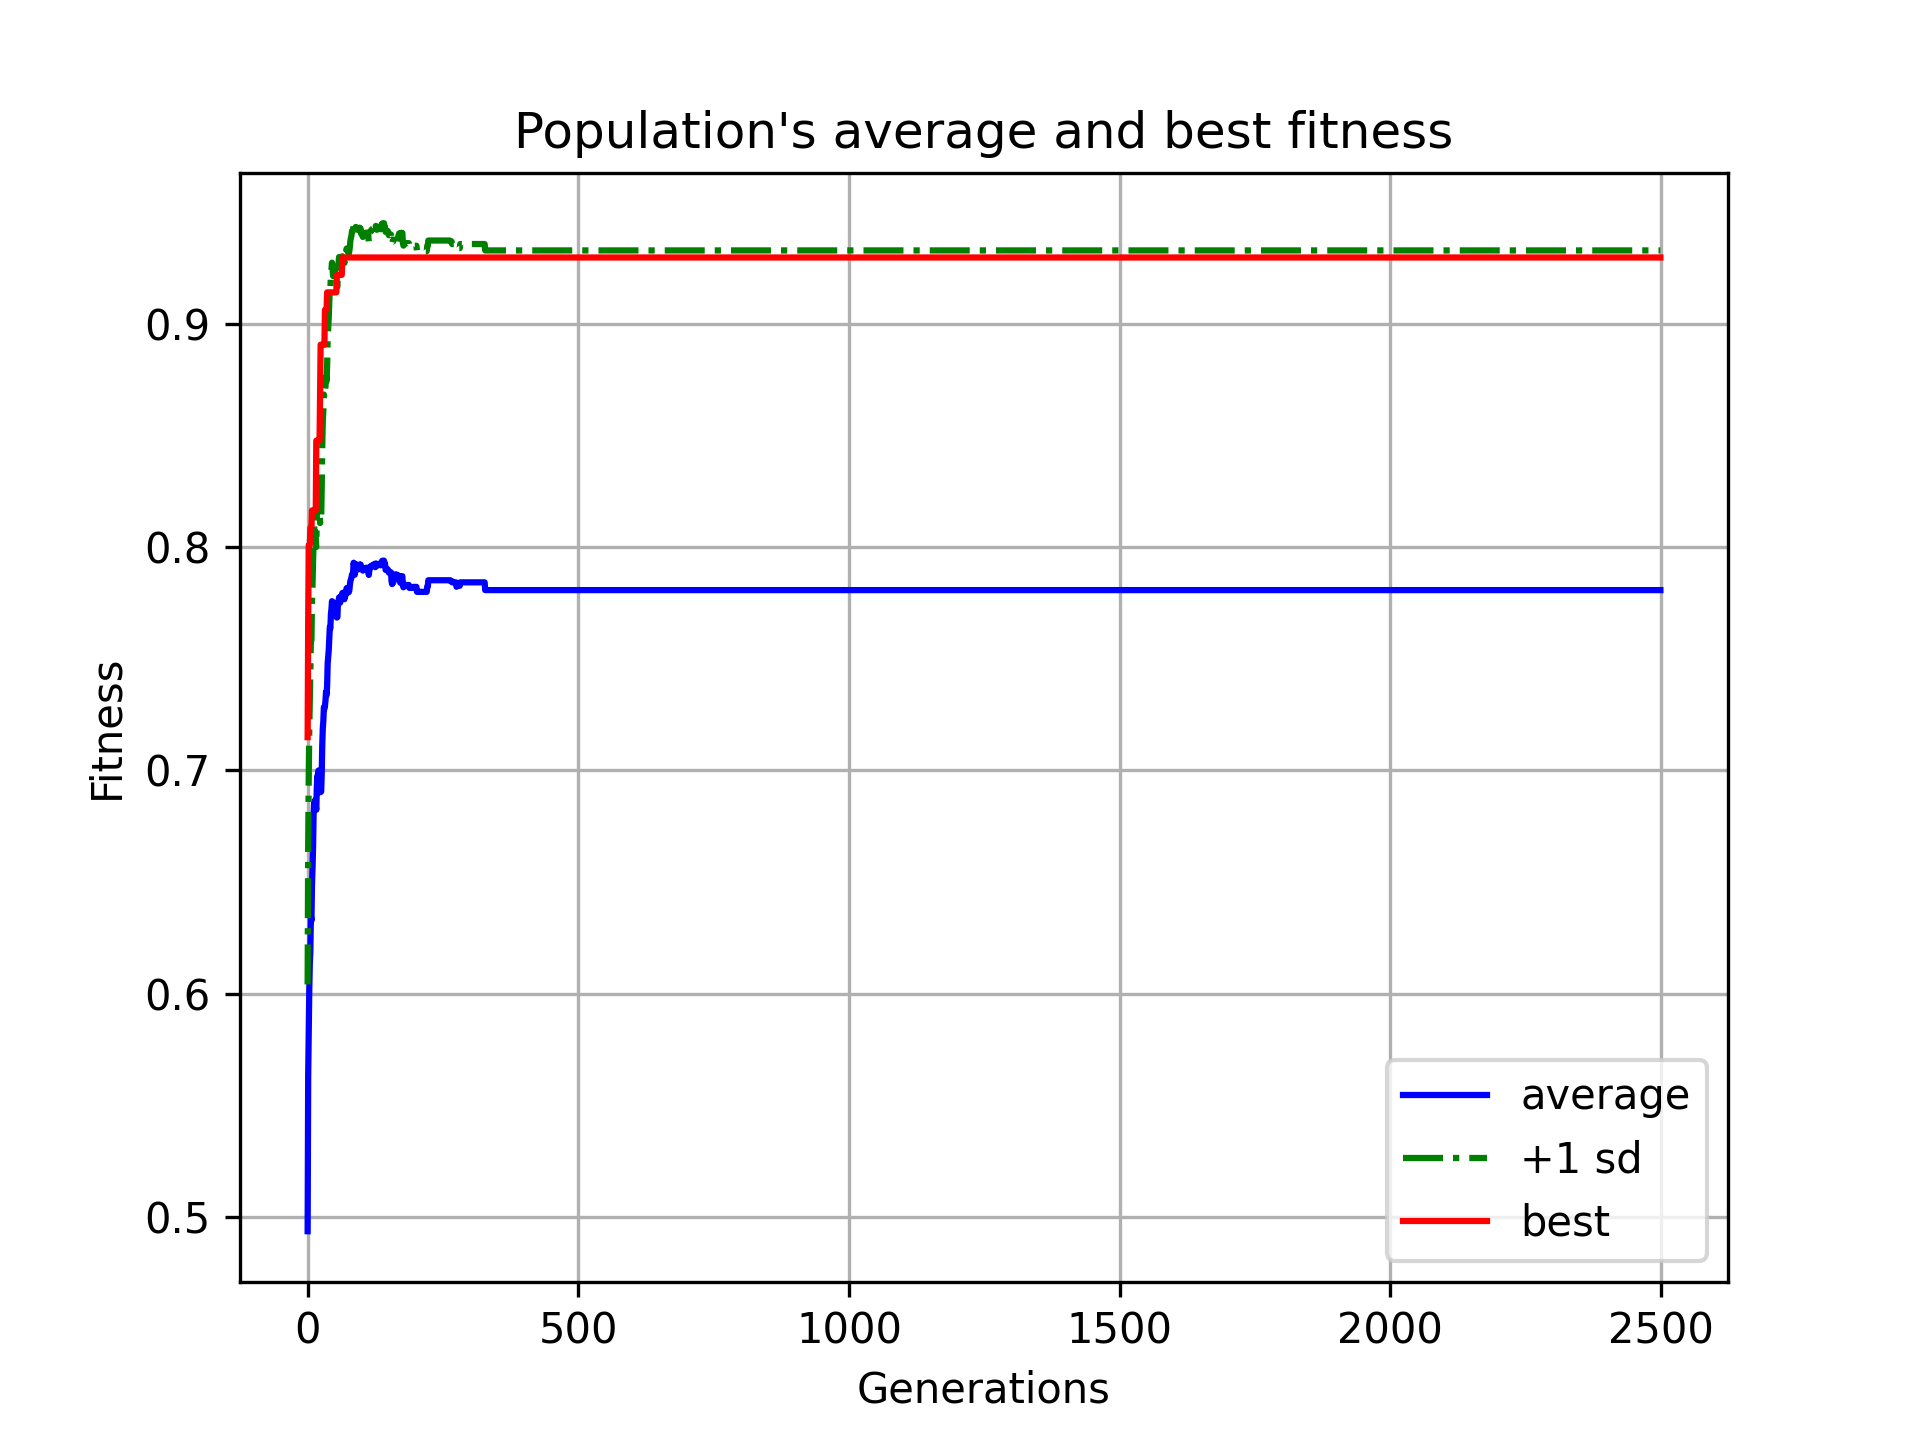 Population's average and best fitness
Fitness
0.9
0.8
0.7
0.6
0.5
0 500 1000 1500 2000 2500
Generations
average
+1 sd
best